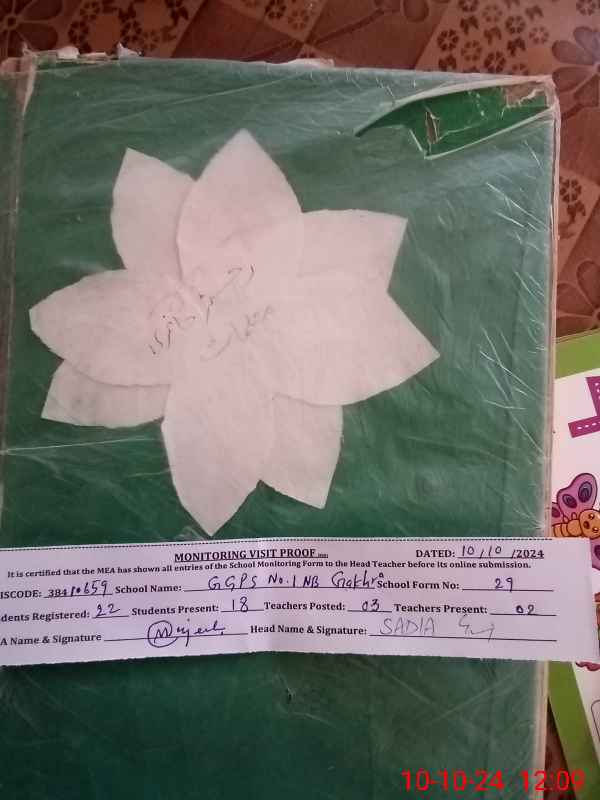 رجسٹر حاضری
معلمات
MONITORING VISIT PROOF DATED: 10/10/2024
It is certified that the MEA has shown all entries of the School Monitoring Form to the Head Teacher before its online submission.
ISCODE: 38410659 School Name: GGPS No.1 NB Gakhra School Form No: 29
dents Registered: 22 Students Present: 18 Teachers Posted: 03 Teachers Present: 02
A Name & Signature Head Name & Signature: SADIA
10-10-24 12:09